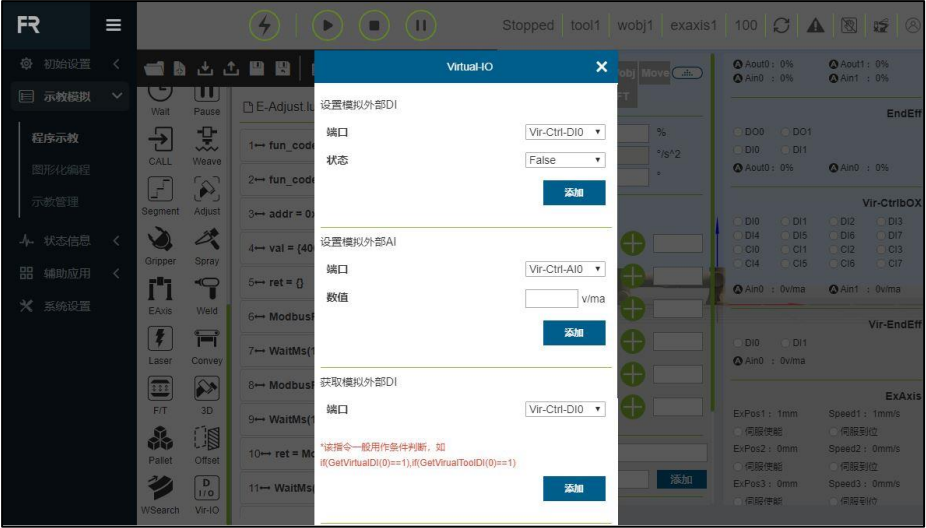 FR
Stopped
tool1
wobj1
exaxis1
100
初始设置
示教模拟
程序示教
图形化编程
示教管理
状态信息
辅助应用
系统设置
Wait
Pause
CALL
Weave
Segment
Adjust
Gripper
Spray
EAxis
Weld
Laser
Convey
F/T
3D
Pallet
Offset
WSearch
Vir-IO
E-Adjust.lu
1 fun_code
2 fun_code
3 addr = 0x
4 val = {40
5 ret = {}
6
7 WaitMs(1
8
9 WaitMs(1
10 ret = Mo
11 WaitMs(
Virtual-IO
设置模拟外部DI
端口 Vir-Ctrl-DI0
状态 False
添加
设置模拟外部AI
端口 Vir-Ctrl-AI0
数值 v/ma
添加
获取模拟外部DI
端口 Vir-Ctrl-DI0
*该指令一般用作条件判断，如
if(GetVirtualDI(0)==1),if(GetVirualToolDI(0)==1)
添加
Move
%
°/s^2
°
添加
Aout0 : 0% Aout1 : 0%
Ain0 : 0% Ain1 : 0%
EndEff
DO0 DO1
DI0 DI1
Aout0 : 0% Ain0 : 0%
Vir-CtrlbOX
DI0 DI1 DI2 DI3
DI4 DI5 DI6 DI7
CI0 CI1 CI2 CI3
CI4 CI5 CI6 CI7
Ain0 : 0v/ma Ain1 : 0v/ma
Vir-EndEff
DI0 DI1
Ain0 : 0v/ma
ExAxis
ExPos1 : 1mm Speed1 : 1mm/s
伺服使能 伺服到位
ExPos2 : 0mm Speed2 : 0mm/s
伺服使能 伺服到位
ExPos3 : 0mm Speed3 : 0mm/s
伺服使能 伺服到位